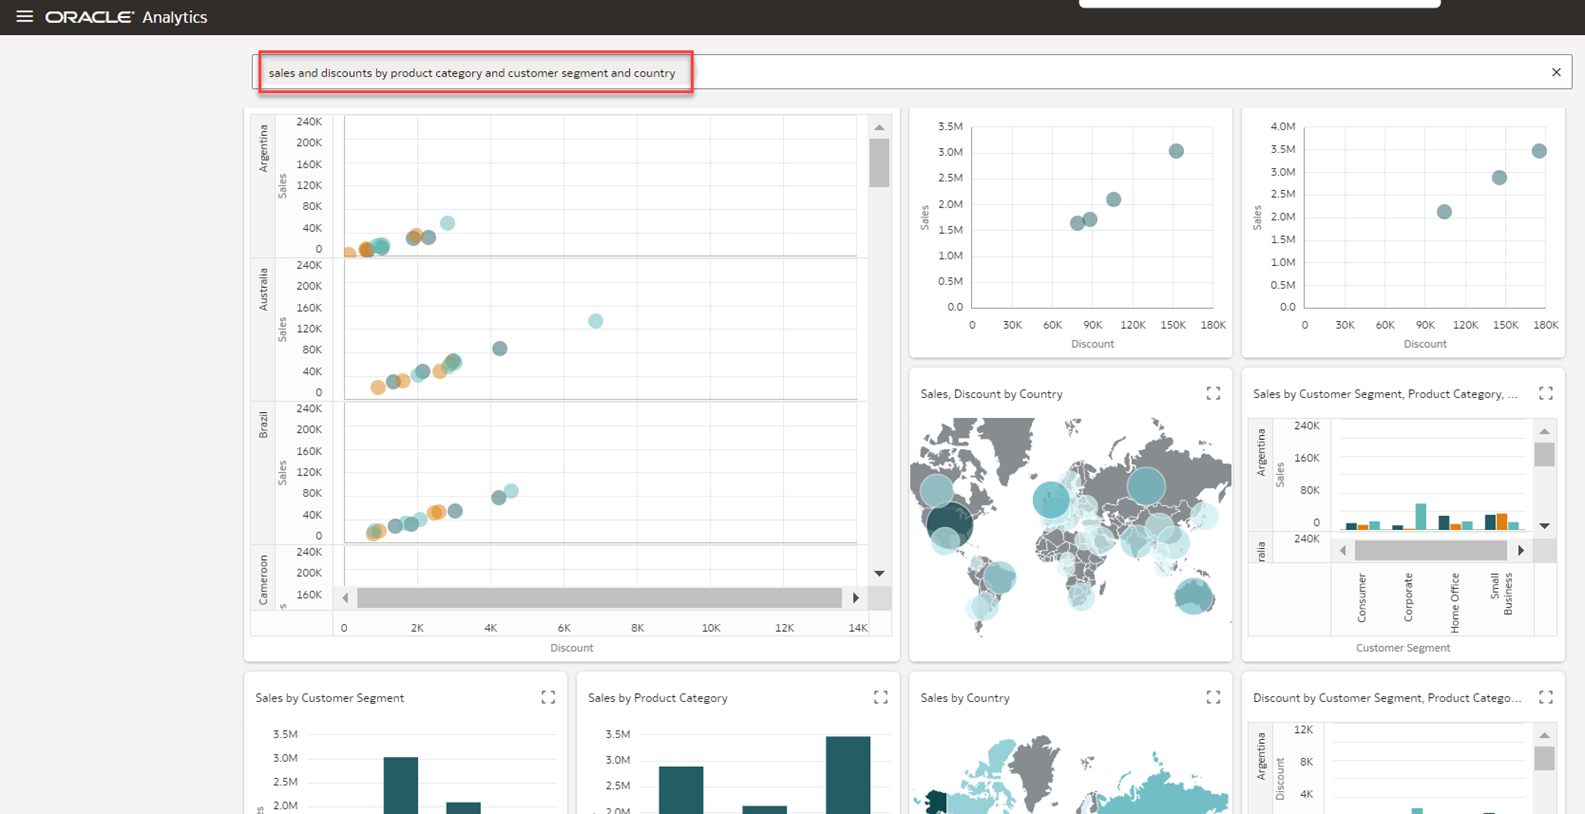 ORACLE Analytics
sales and discounts by product category and customer segment and country
Argentina
Sales
240K
200K
160K
120K
80K
40K
0
Australia
Sales
240K
200K
160K
120K
80K
40K
0
Brazil
Sales
240K
200K
160K
120K
80K
40K
0
Cameroon
240K
200K
160K
0 2K 4K 6K 8K 10K 12K 14K
Discount
Sales
3.5M
3.0M
2.5M
2.0M
1.5M
1.0M
0.5M
0.0
0 30K 60K 90K 120K 150K 180K
Discount
Sales
4.0M
3.5M
3.0M
2.5M
2.0M
1.5M
1.0M
0.5M
0.0
0 30K 60K 90K 120K 150K 180K
Discount
Sales, Discount by Country
Sales by Customer Segment, Product Category, ...
Argentina
Sales
240K
160K
80K
0
ralia
240K
Consumer
Corporate
Home Office
Small
Business
Customer Segment
Sales by Customer Segment
3.5M
3.0M
2.5M
2.0M
es
Sales by Product Category
3.5M
3.0M
2.5M
2.0M
Sales by Country
Discount by Customer Segment, Product Catego...
Argentina
Discount
12K
8K
4K